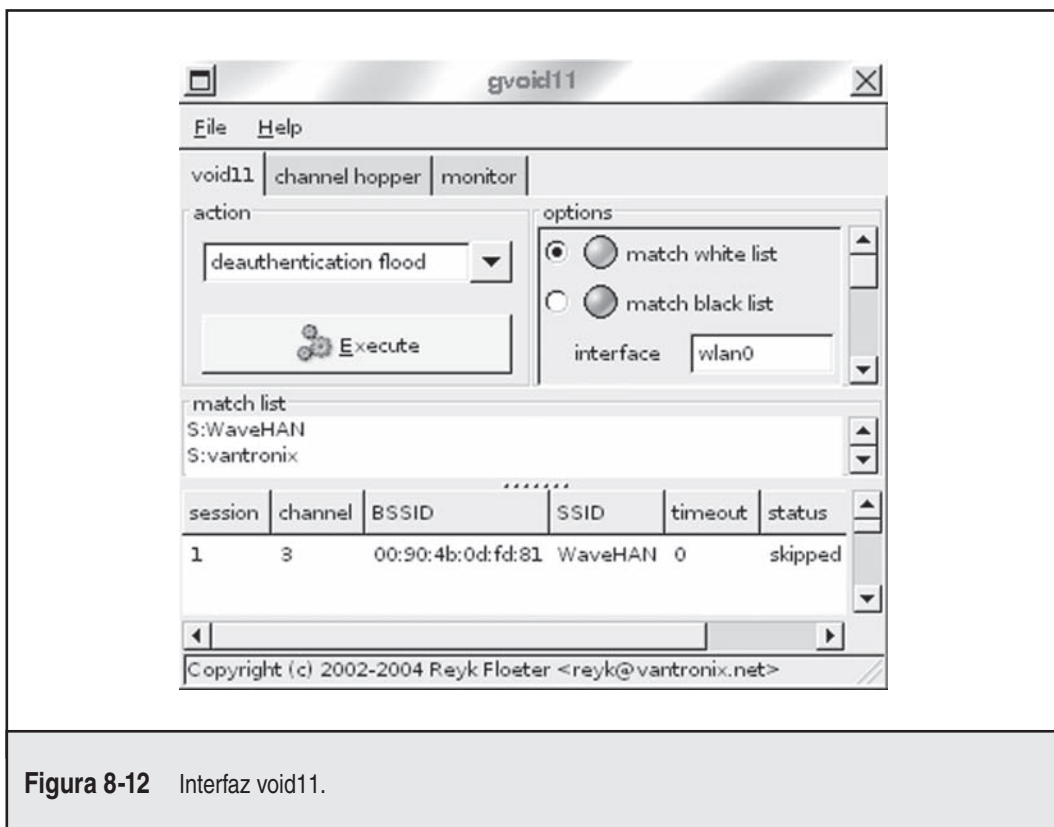 gvoid11
File Help
void11 channel hopper monitor
action
deauthentication flood
Execute
options
match white list
match black list
interface wlan0
match list
S:WaveHAN
S:vantronix
session channel BSSID SSID timeout status
1 3 00:90:4b:0d:fd:81 WaveHAN 0 skipped
Copyright (c) 2002-2004 Reyk Floeter <reyk@vantronix.net>
Figura 8-12 Interfaz void11.